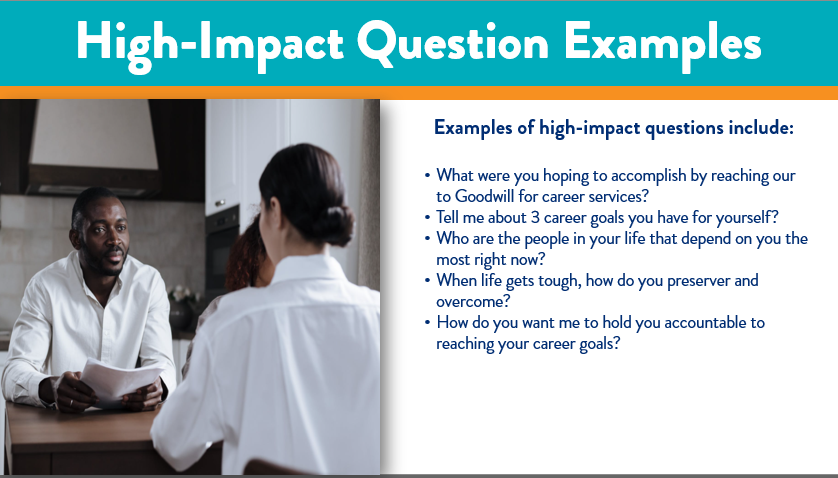 High-Impact Question Examples
Examples of high-impact questions include:
• What were you hoping to accomplish by reaching our
to Goodwill for career services?
• Tell me about 3 career goals you have for yourself?
• Who are the people in your life that depend on you the
most right now?
• When life gets tough, how do you preserver and
overcome?
• How do you want me to hold you accountable to
reaching your career goals?